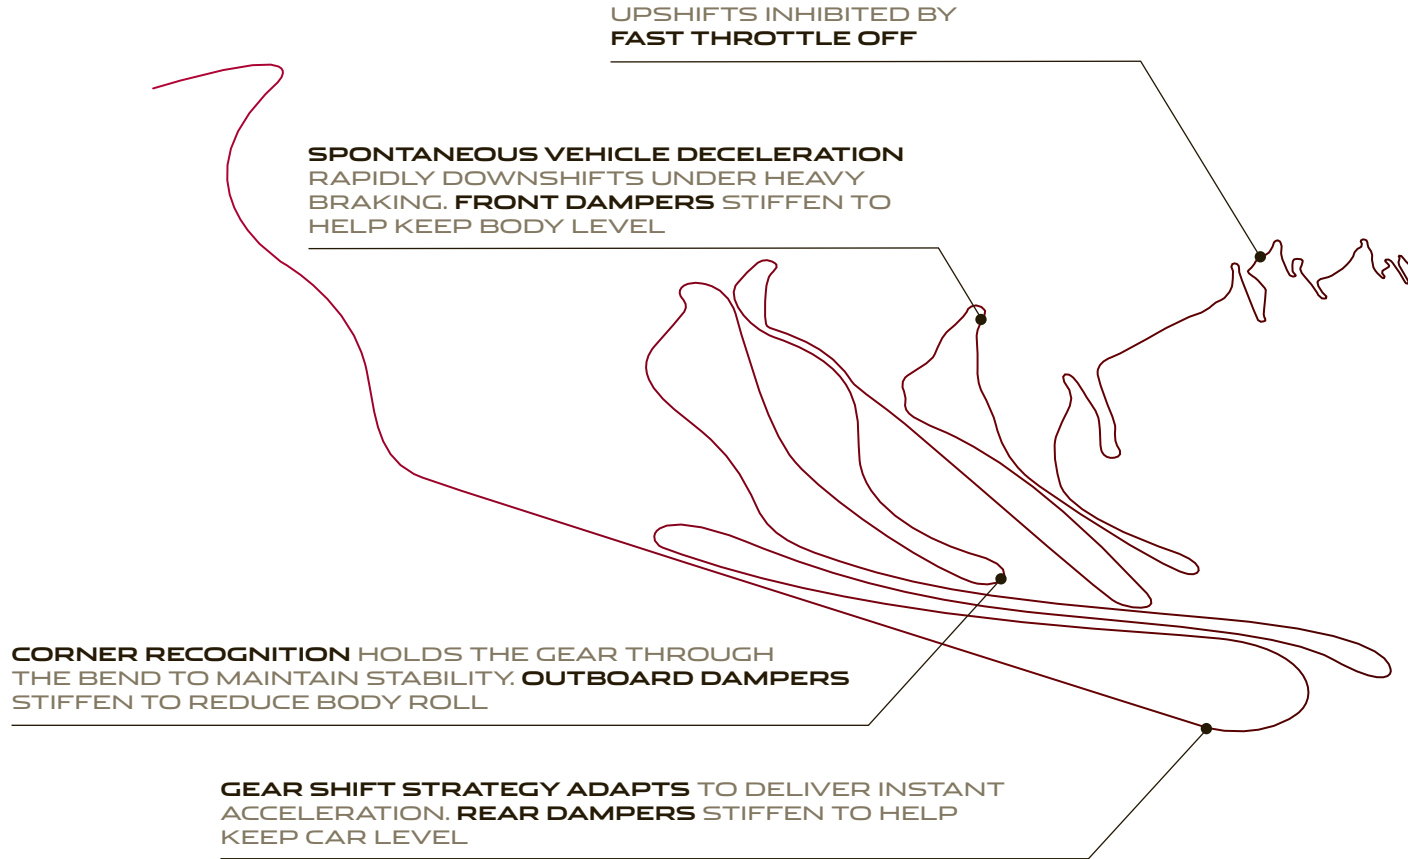 UPSHIFTS INHIBITED BY
FAST THROTTLE OFF
SPONTANEOUS VEHICLE DECELERATION
RAPIDLY DOWNSHIFTS UNDER HEAVY
BRAKING. FRONT DAMPERS STIFFEN TO
HELP KEEP BODY LEVEL
CORNER RECOGNITION HOLDS THE GEAR THROUGH
THE BEND TO MAINTAIN STABILITY. OUTBOARD DAMPERS
STIFFEN TO REDUCE BODY ROLL
GEAR SHIFT STRATEGY ADAPTS TO DELIVER INSTANT
ACCELERATION. REAR DAMPERS STIFFEN TO HELP
KEEP CAR LEVEL